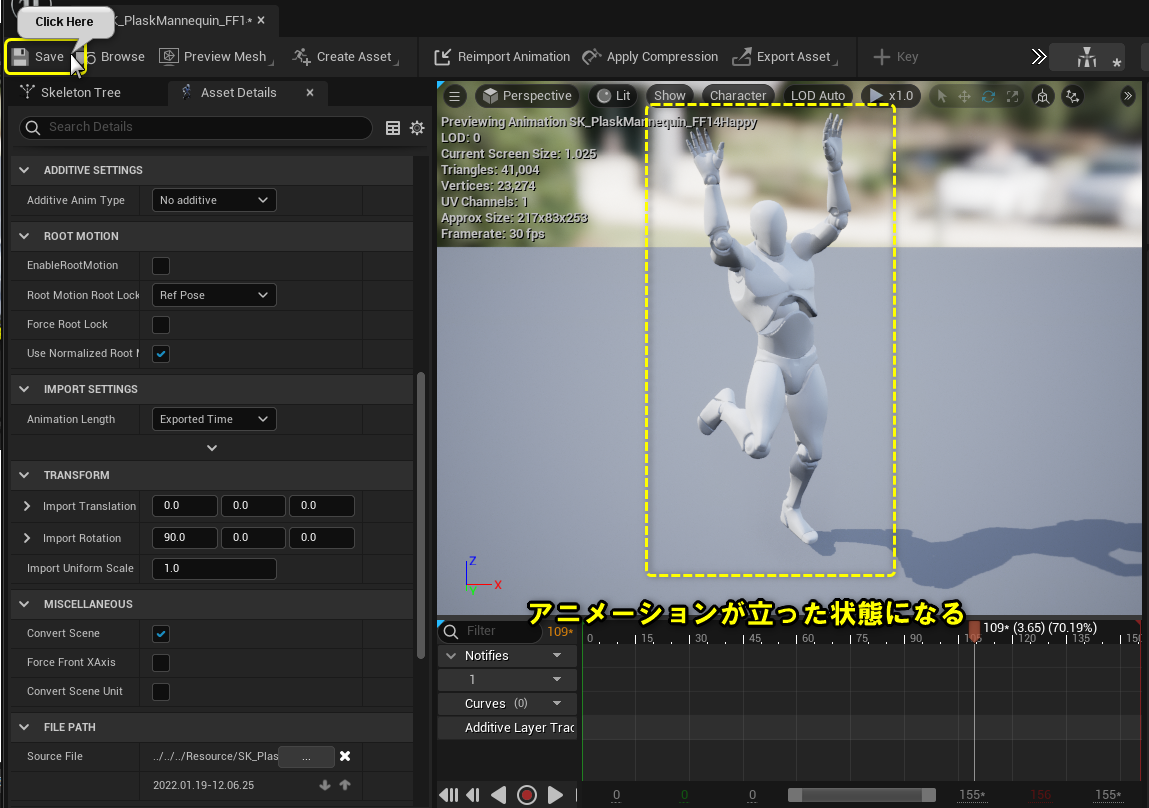 Click Here
K_PlaskMannequin_FF1*
Save
Browse
Preview Mesh
Create Asset
Reimport Animation
Apply Compression
Export Asset
Key
Skeleton Tree
Asset Details
Search Details
ADDITIVE SETTINGS
Additive Anim Type
No additive
ROOT MOTION
EnableRootMotion
Root Motion Root Lock
Ref Pose
Force Root Lock
Use Normalized Root M
IMPORT SETTINGS
Animation Length
Exported Time
TRANSFORM
Import Translation
0.0
0.0
0.0
Import Rotation
90.0
0.0
0.0
Import Uniform Scale
1.0
MISCELLANEOUS
Convert Scene
Force Front XAxis
Convert Scene Unit
FILE PATH
Source File
../../../Resource/SK_Plas
...
2022.01.19-12.06.25
Perspective
Lit
Show
Character
LOD Auto
x1.0
Previewing Animation SK_PlaskMannequin_FF14Happy
LOD: 0
Current Screen Size: 1.025
Triangles: 41,004
Vertices: 23,274
UV Channels: 1
Approx Size: 217x83x253
Framerate: 30 fps
Z
X
アニメーションが立った状態になる
Filter
109*
0
15
30
45
60
75
90
109* (3.65) (70.19%)
120
135
150
Notifies
1
Curves (0)
Additive Layer Trac
0
0
0
155*
156
155*